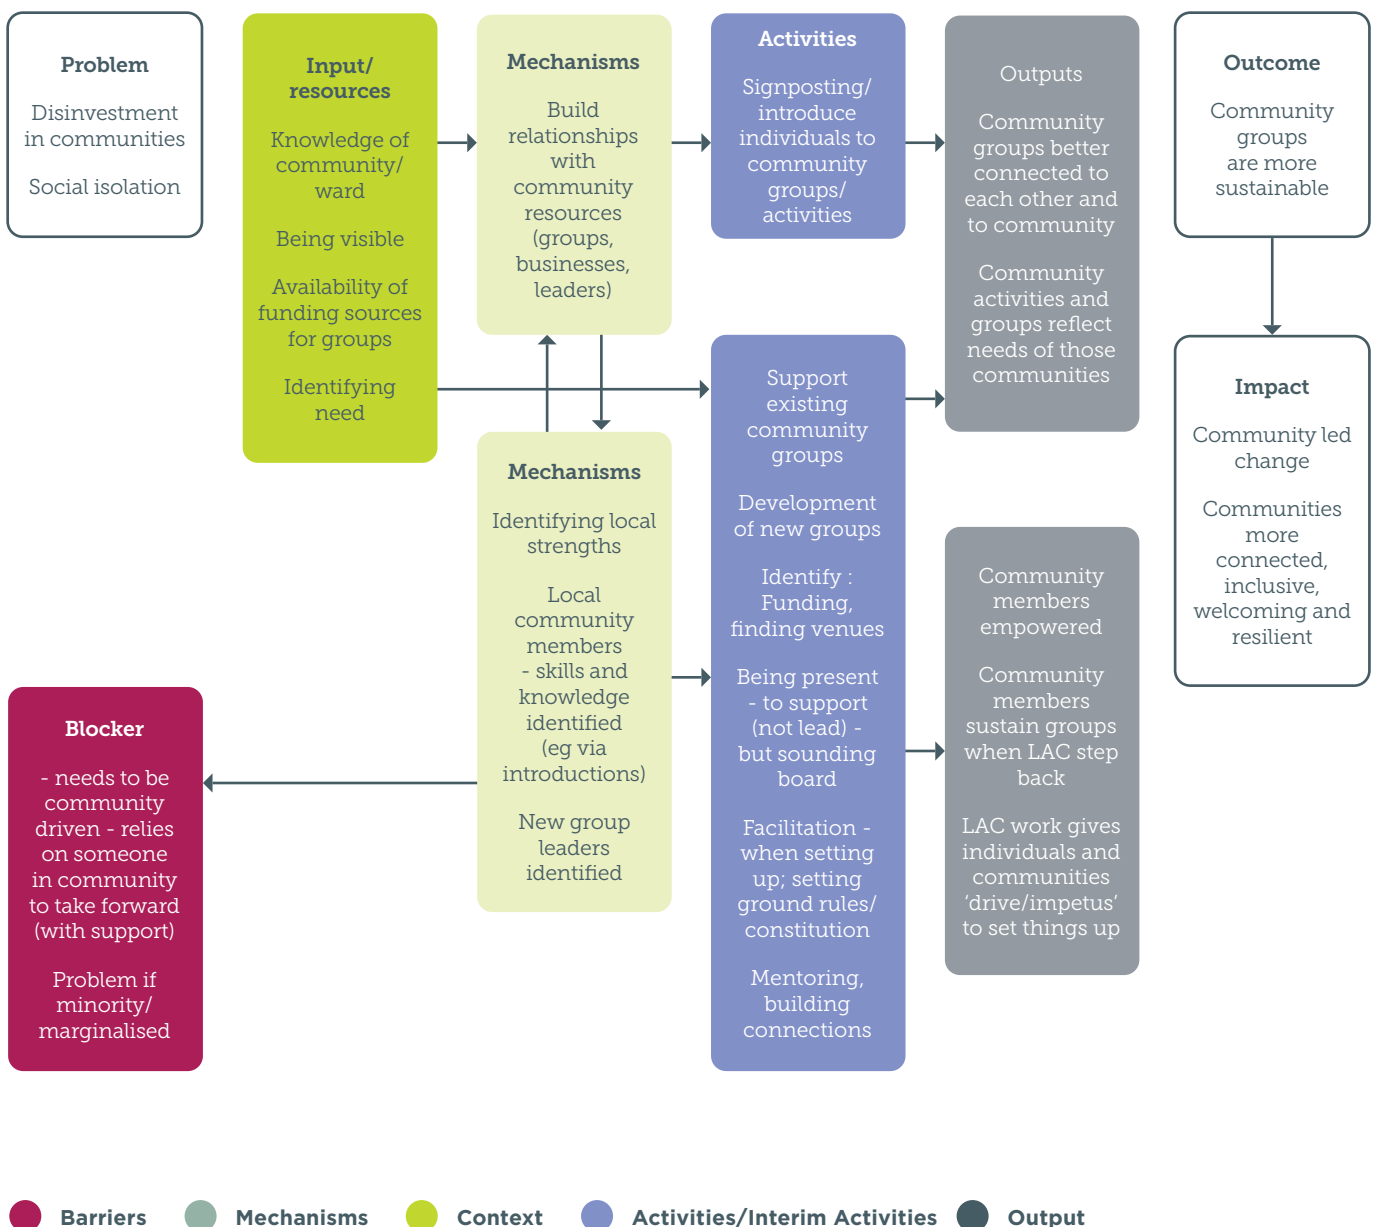 Problem
Disinvestment
in communities
Social isolation
Input/
resources
Knowledge of
community/
ward
Being visible
Availability of
funding sources
for groups
Identifying
need
Mechanisms
Build
relationships
with
community
resources
(groups,
businesses,
leaders)
Activities
Signposting/
introduce
individuals to
community
groups/
activities
Outputs
Community
groups better
connected to
each other and
to community
Community
activities and
groups reflect
needs of those
communities
Outcome
Community
groups
are more
sustainable
Impact
Community led
change
Communities
more
connected,
inclusive,
welcoming and
resilient
Support
existing
community
groups
Development
of new groups
Identify :
Funding,
finding venues
Being present
- to support
(not lead) -
but sounding
board
Facilitation -
when setting
up; setting
ground rules/
constitution
Mentoring,
building
connections
Mechanisms
Identifying local
strengths
Local
community
members
- skills and
knowledge
identified
(eg via
introductions)
New group
leaders
identified
Community
members
empowered
Community
members
sustain groups
when LAC step
back
LAC work gives
individuals and
communities
‘drive/impetus’
to set things up
Blocker
- needs to be
community
driven - relies
on someone
in community
to take forward
(with support)
Problem if
minority/
marginalised
Barriers
Mechanisms
Context
Activities/Interim Activities
Output